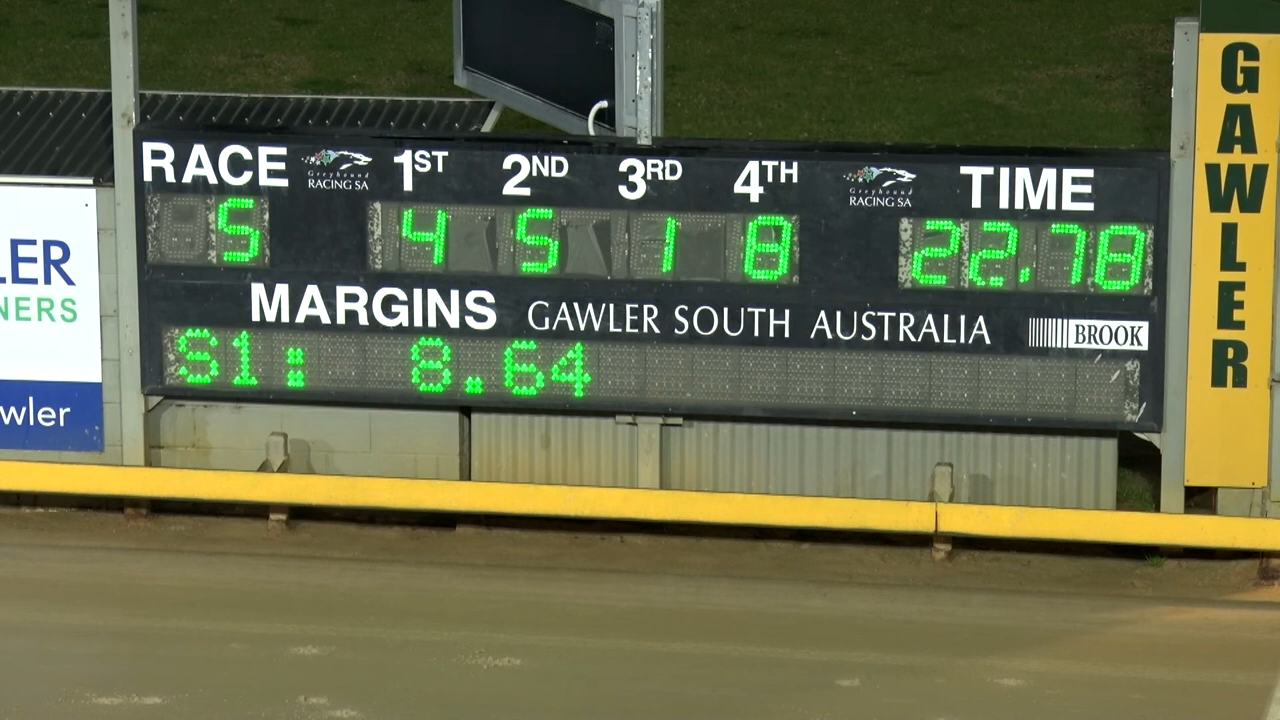 RACE 1ST 2ND 3RD 4TH TIME
Greyhound
RACING SA
Greyhound
RACING SA
5 4 5 1 8 22.78
MARGINS GAWLER SOUTH AUSTRALIA BROOK
S1: 8.64
LER
NERS
wler
GAWLER